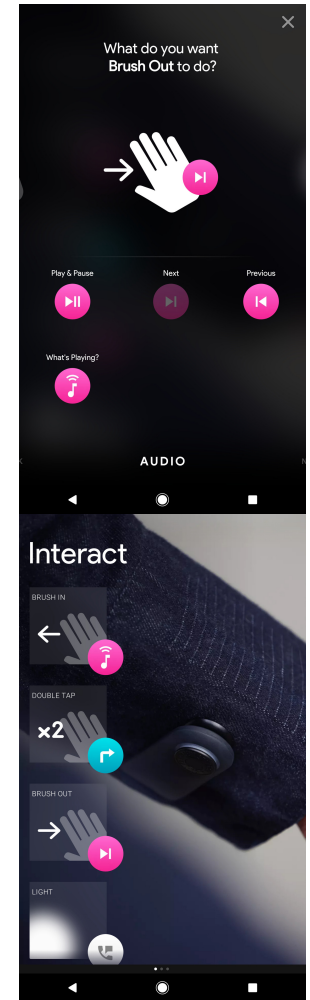 What do you want
Brush Out to do?
Play & Pause
Next
Previous
What's Playing?
AUDIO
Interact
BRUSH IN
DOUBLE TAP
x2
BRUSH OUT
LIGHT